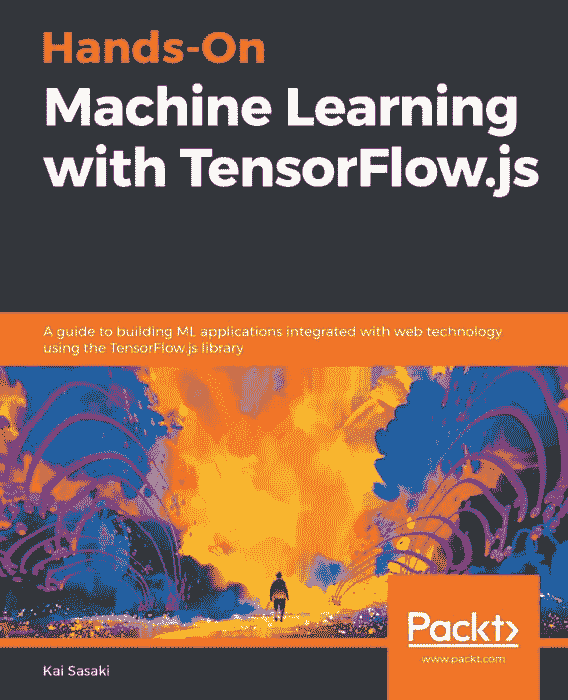 Hands-On
Machine Learning
with TensorFlow.js
A guide to building ML applications integrated with web technology
using the TensorFlow.js library
Packt>
www.packt.com
Kai Sasaki